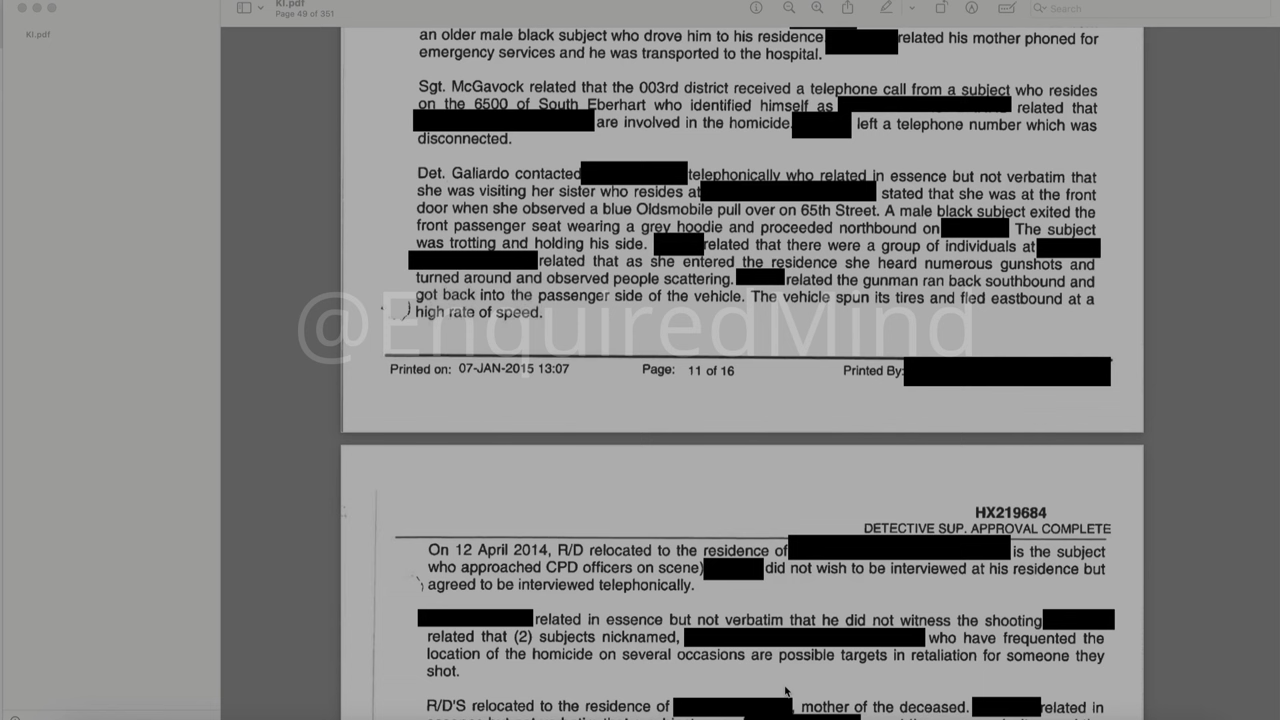 KI.pdf
Page 49 of 351
Search
KI.pdf
an older male black subject who drove him to his residence related his mother phoned for
emergency services and he was transported to the hospital.
Sgt. McGavock related that the 003rd district received a telephone call from a subject who resides
on the 6500 of South Eberhart who identified himself as related that
are involved in the homicide. left a telephone number which was
disconnected.
Det. Galiardo contacted telephonically who related in essence but not verbatim that
she was visiting her sister who resides at stated that she was at the front
door when she observed a blue Oldsmobile pull over on 65th Street. A male black subject exited the
front passenger seat wearing a grey hoodie and proceeded northbound on The subject
was trotting and holding his side. related that there were a group of individuals at
related that as she entered the residence she heard numerous gunshots and
turned around and observed people scattering. related the gunman ran back southbound and
got back into the passenger side of the vehicle. The vehicle spun its tires and fled eastbound at a
high rate of speed.
@EnquiredMind
Printed on: 07-JAN-2015 13:07 Page: 11 of 16 Printed By:
HX219684
DETECTIVE SUP. APPROVAL COMPLETE
On 12 April 2014, R/D relocated to the residence of is the subject
who approached CPD officers on scene) did not wish to be interviewed at his residence but
agreed to be interviewed telephonically.
related in essence but not verbatim that he did not witness the shooting
related that (2) subjects nicknamed, who have frequented the
location of the homicide on several occasions are possible targets in retaliation for someone they
shot.
R/D'S relocated to the residence of , mother of the deceased. related in